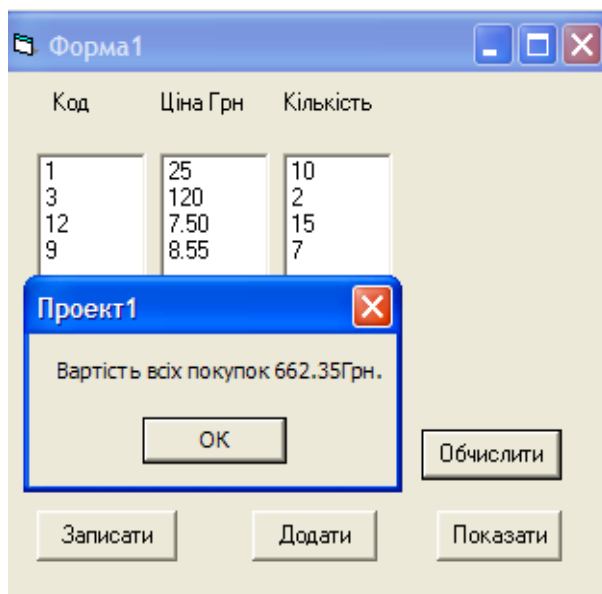 Форма1
Код Ціна Грн Кількість
1 25 10
3 120 2
12 7.50 15
9 8.55 7
Проект1
Вартість всіх покупок 662.35Грн.
ОК
Обчислити
Записати Додати Показати